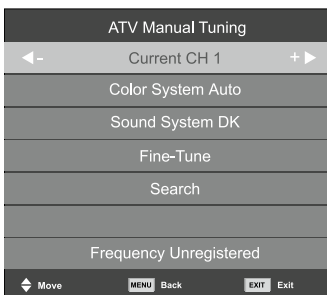 ATV Manual Tuning
- Current CH 1 +
Color System Auto
Sound System DK
Fine-Tune
Search
Frequency Unregistered
Move MENU Back EXIT Exit